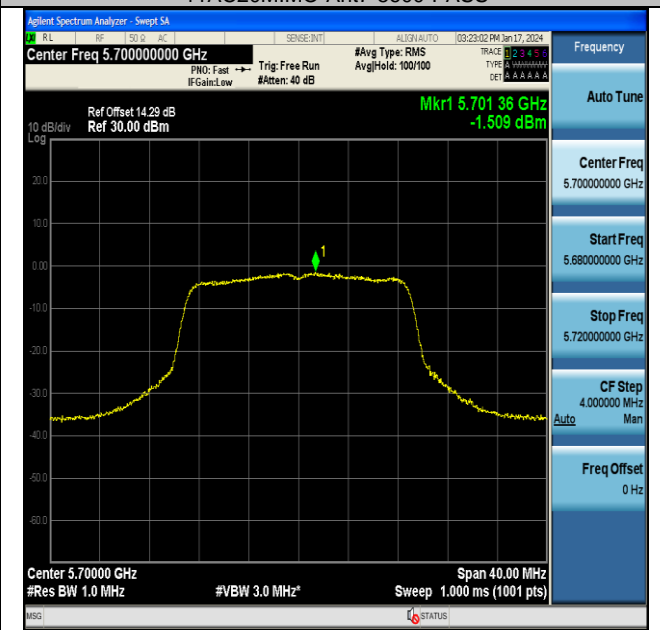 Agilent Spectrum Analyzer - Swept SA
RL RF 50 Ω AC SENSE:INT ALIGN AUTO 03:23:02 PM Jan 17, 2024
Center Freq 5.700000000 GHz
PNO: Fast
IFGain:Low
Trig: Free Run
#Atten: 40 dB
#Avg Type: RMS
Avg|Hold: 100/100
TRACE 1 2 3 4 5 6
TYPE A
DET A A A A A A
Frequency
Ref Offset 14.29 dB
10 dB/div Ref 30.00 dBm
Log
Mkr1 5.701 36 GHz
-1.509 dBm
20.0
10.0
0.00
-10.0
-20.0
-30.0
-40.0
-50.0
-60.0
1
Center 5.70000 GHz Span 40.00 MHz
#Res BW 1.0 MHz #VBW 3.0 MHz* Sweep 1.000 ms (1001 pts)
MSG STATUS
Auto Tune
Center Freq
5.700000000 GHz
Start Freq
5.680000000 GHz
Stop Freq
5.720000000 GHz
CF Step
4.000000 MHz
Auto Man
Freq Offset
0 Hz